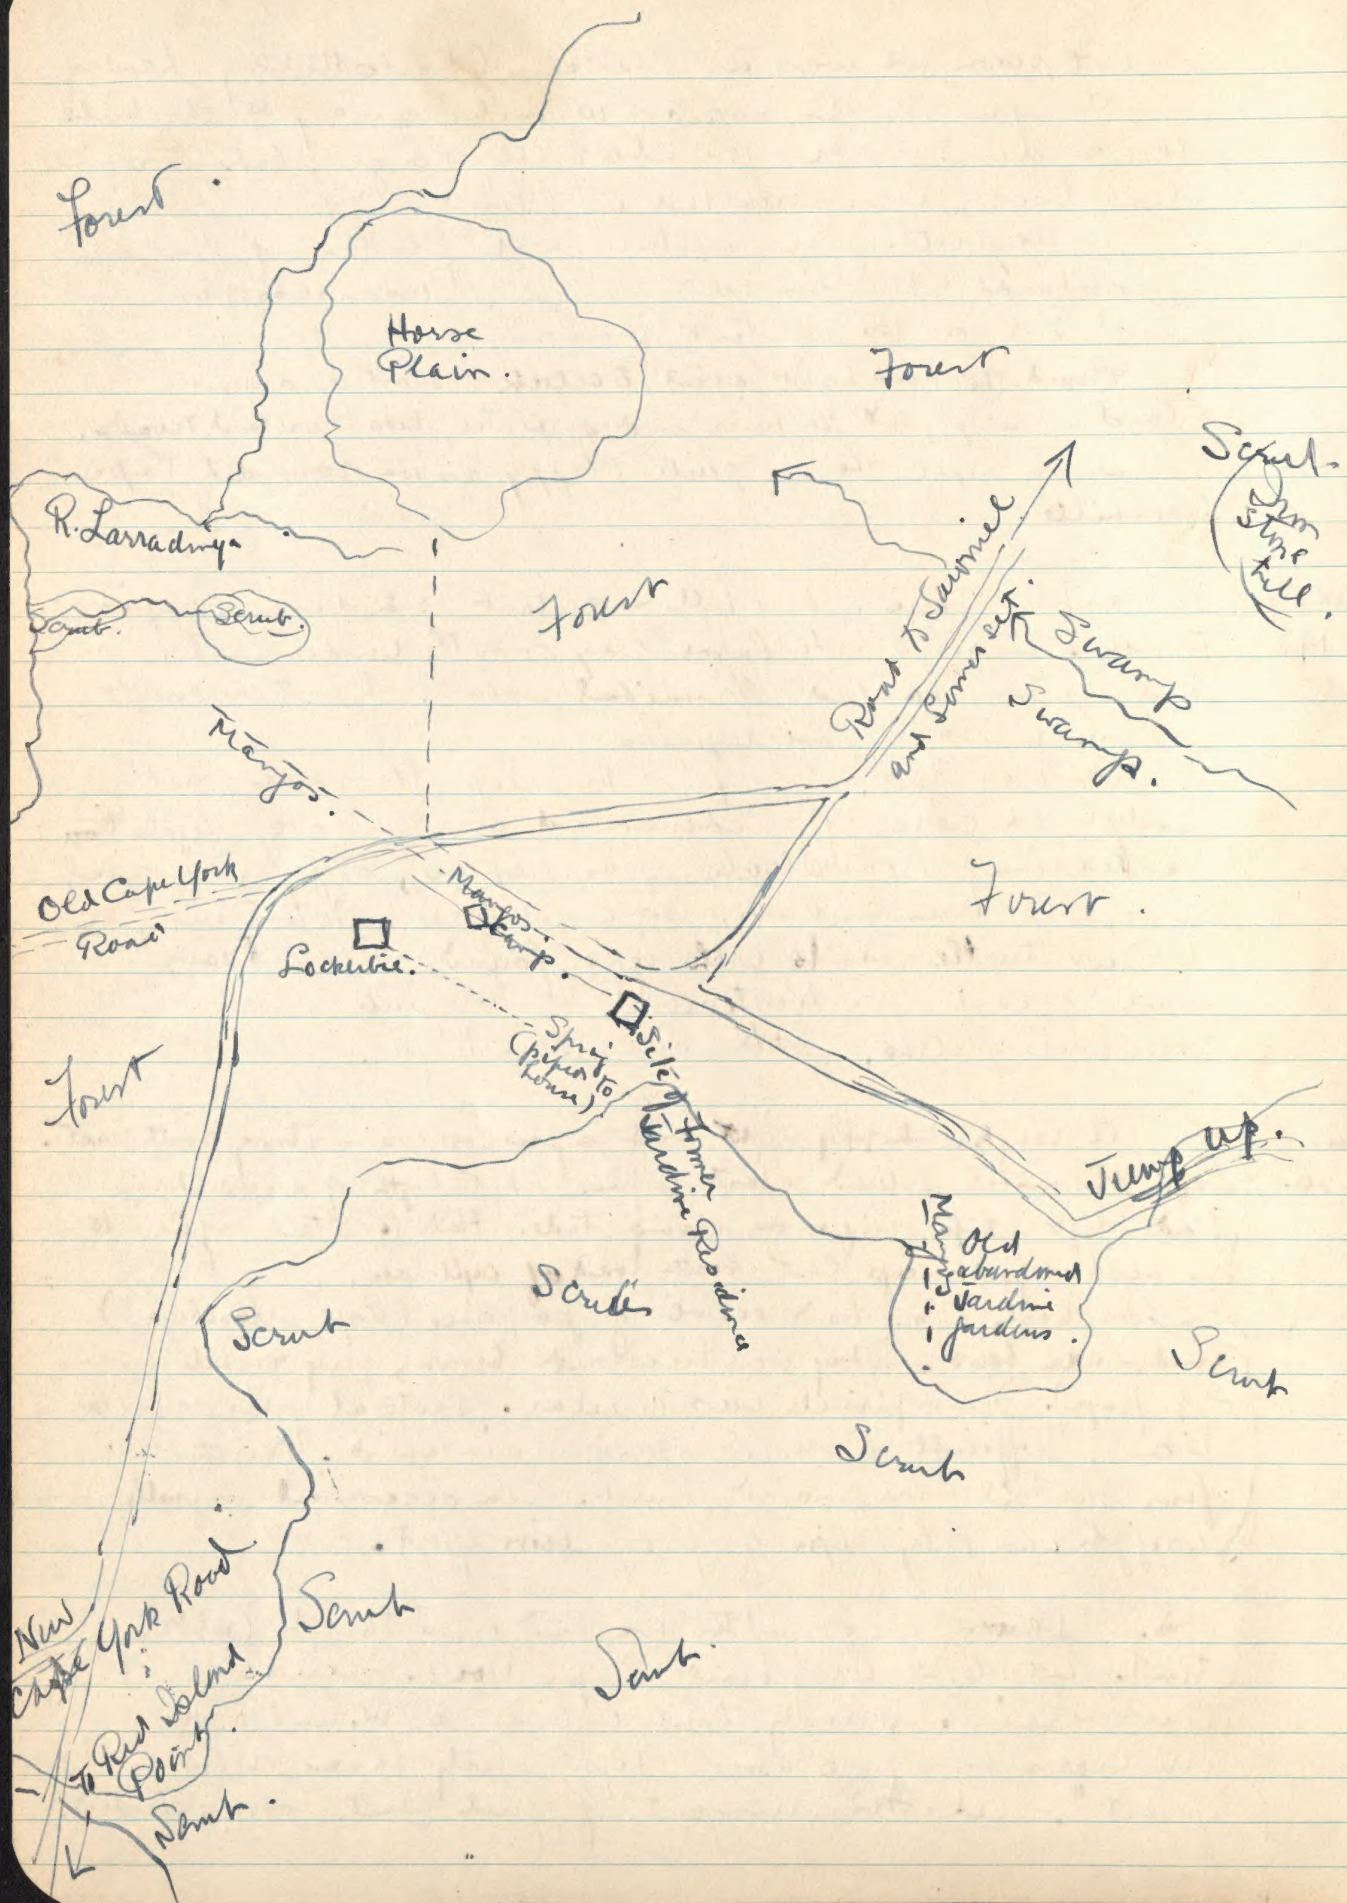 Forest
Horse
Plain.
Forest
Scrub.
Iron
Stone
Hill.
R. Larradinya
Scrub.
Scrub.
Forest
Road to Sawmill
and Somerset.
Swamp
Swamp.
Mangos.
Old Cape York
Road
Mangos.
Camp.
Lockerbie.
Forest.
Spring
(piped to
house)
Site of Former
Jardine Residence
Forest
Jump Up.
Mangos
Old
abandoned
Jardine
gardens.
Scrub
Scrub
Scrub
Scrub
New
Cape York Road
To Red Island
Point.
Scrub
Scrub.
Scrub.